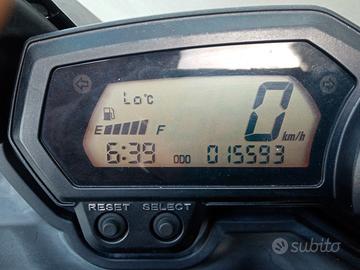 Lo°C
0 km/h
E F
6:39 ODO 015593
RESET SELECT
subito